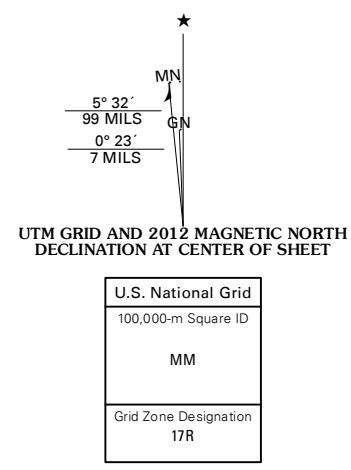 MN
5° 32´
99 MILS
GN
0° 23´
7 MILS
UTM GRID AND 2012 MAGNETIC NORTH
DECLINATION AT CENTER OF SHEET
U.S. National Grid
100,000-m Square ID
MM
Grid Zone Designation
17R